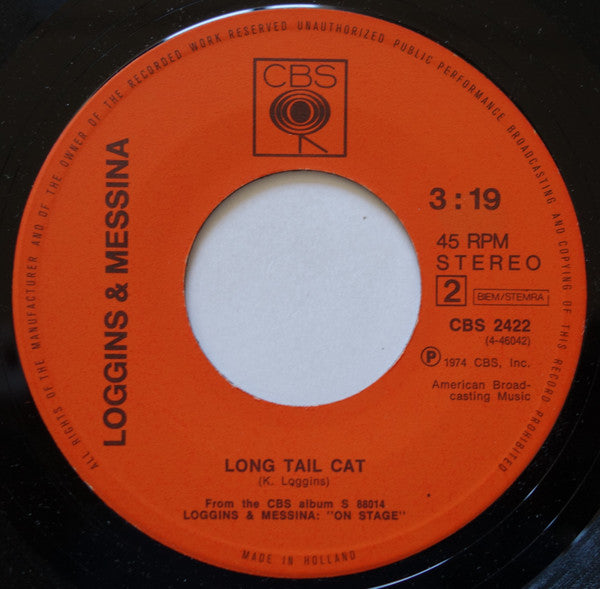 ALL RIGHTS OF THE MANUFACTURER AND OF THE OWNER OF THE RECORDED WORK RESERVED UNAUTHORIZED PUBLIC PERFORMANCE BROADCASTING AND COPYING OF THIS RECORD PROHIBITED
CBS
LOGGINS & MESSINA
3:19
45 RPM
STEREO
2 BIEM/STEMRA
CBS 2422
(4-46042)
℗ 1974 CBS, Inc.
American Broad-
casting Music
LONG TAIL CAT
(K. Loggins)
From the CBS album S 88014
LOGGINS & MESSINA: "ON STAGE"
MADE IN HOLLAND